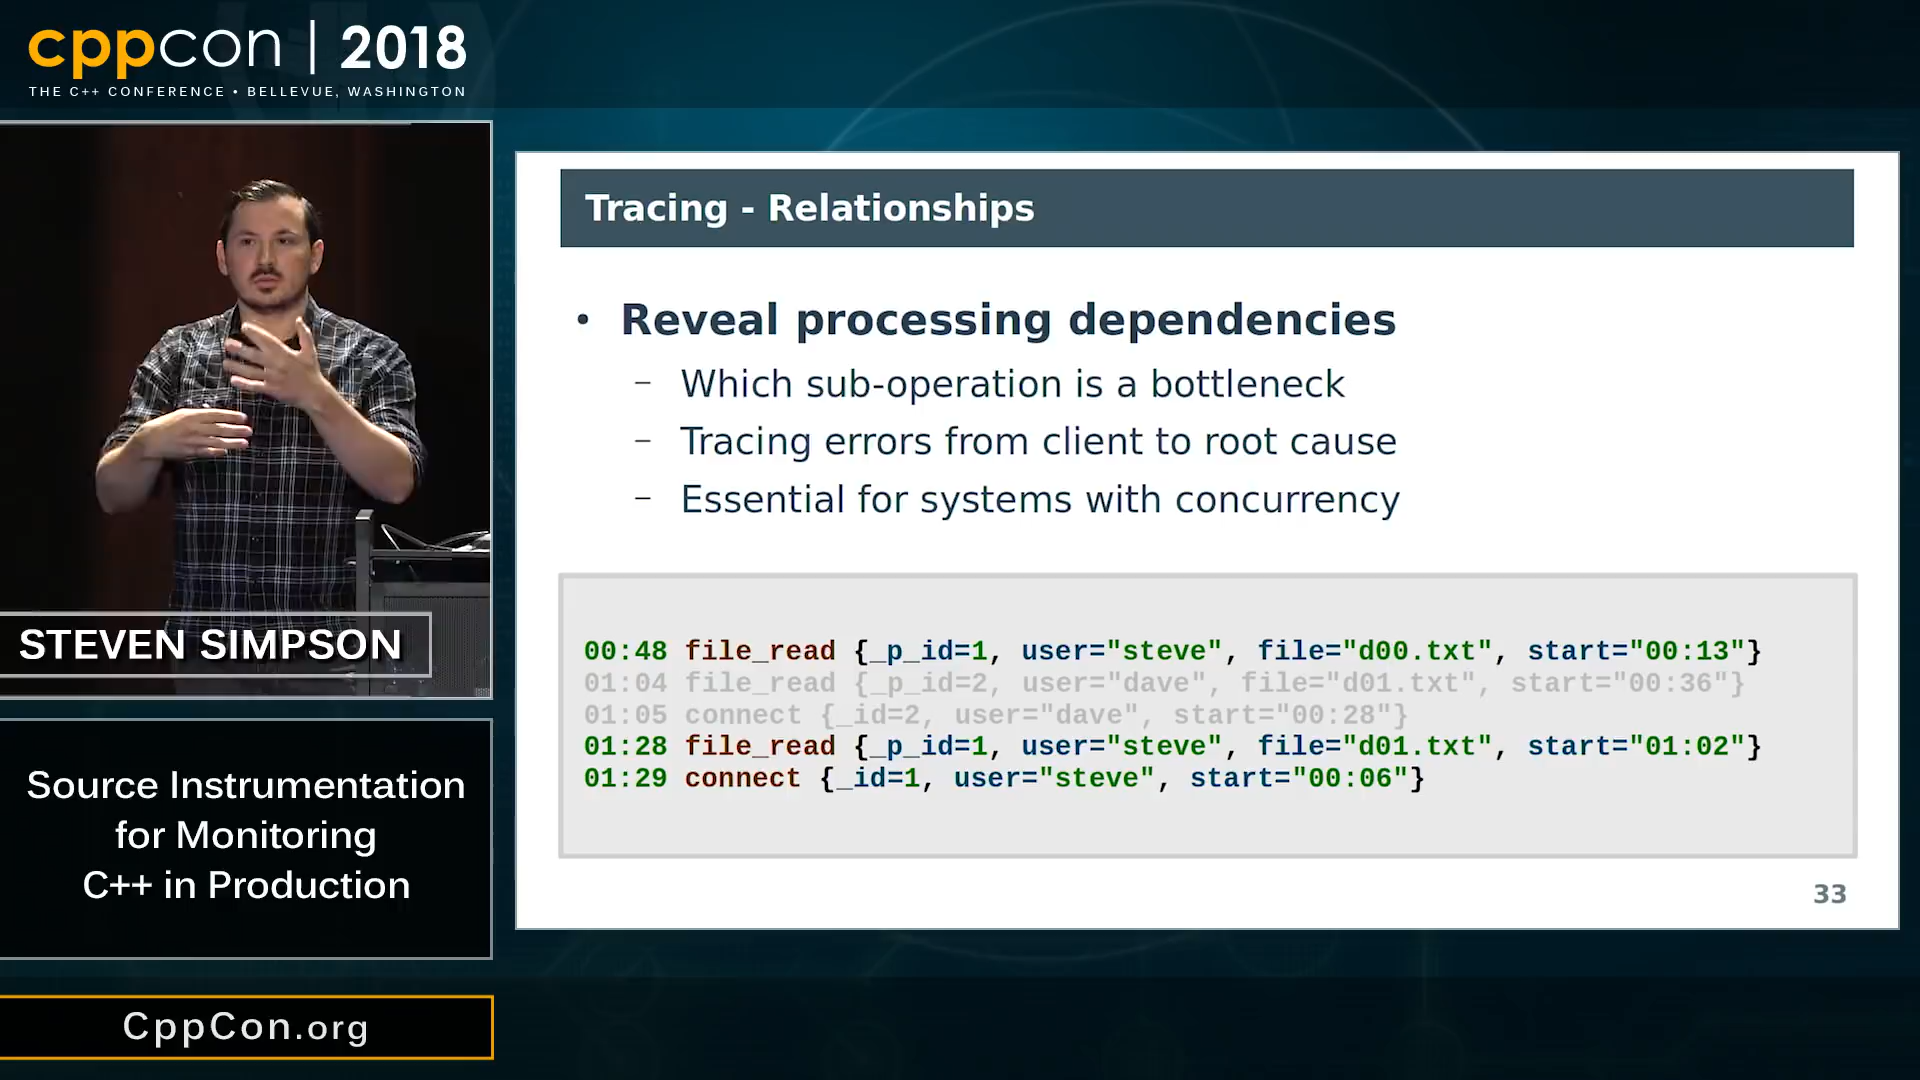 cppcon | 2018
THE C++ CONFERENCE • BELLEVUE, WASHINGTON
STEVEN SIMPSON
Source Instrumentation
for Monitoring
C++ in Production
CppCon.org
Tracing - Relationships
• Reveal processing dependencies
– Which sub-operation is a bottleneck
– Tracing errors from client to root cause
– Essential for systems with concurrency
00:48 file_read {_p_id=1, user="steve", file="d00.txt", start="00:13"}
01:04 file_read {_p_id=2, user="dave", file="d01.txt", start="00:36"}
01:05 connect {_id=2, user="dave", start="00:28"}
01:28 file_read {_p_id=1, user="steve", file="d01.txt", start="01:02"}
01:29 connect {_id=1, user="steve", start="00:06"}
33